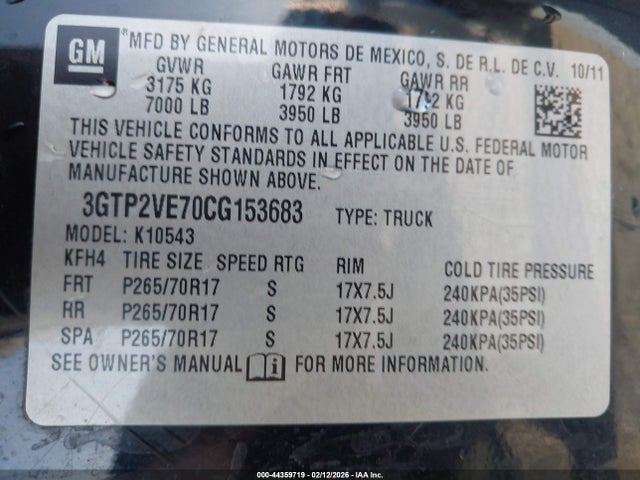 GM MFD BY GENERAL MOTORS DE MEXICO, S. DE R.L. DE C.V. 10/11
GVWR GAWR FRT GAWR RR
3175 KG 1792 KG 1792 KG
7000 LB 3950 LB 3950 LB
THIS VEHICLE CONFORMS TO ALL APPLICABLE U.S. FEDERAL MOTOR
VEHICLE SAFETY STANDARDS IN EFFECT ON THE DATE OF
MANUFACTURE SHOWN ABOVE.
3GTP2VE70CG153683 TYPE: TRUCK
MODEL: K10543
KFH4 TIRE SIZE SPEED RTG RIM COLD TIRE PRESSURE
FRT P265/70R17 S 17X7.5J 240KPA(35PSI)
RR P265/70R17 S 17X7.5J 240KPA(35PSI)
SPA P265/70R17 S 17X7.5J 240KPA(35PSI)
SEE OWNER'S MANUAL FOR MORE INFORMATION.
000-44359719 - 02/12/2026 - IAA Inc.